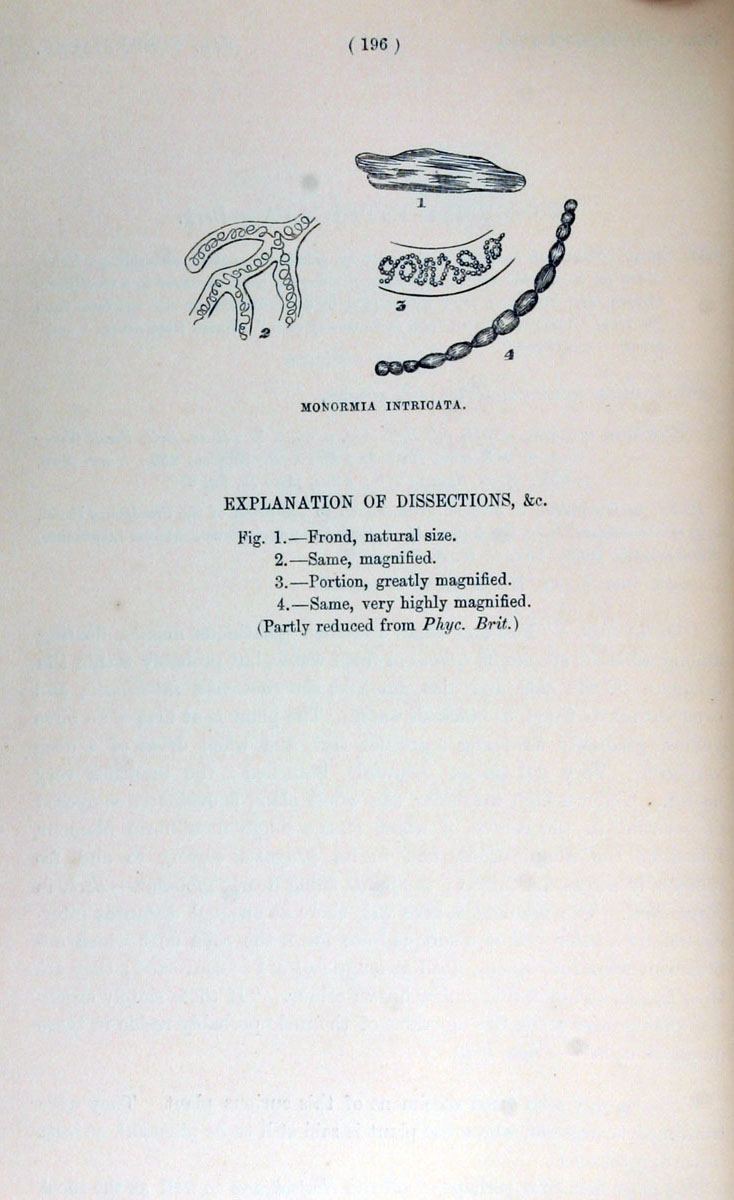 ( 196 )
1
2
3
4
MONORMIA INTRICATA.
EXPLANATION OF DISSECTIONS, &c.
Fig. 1.—Frond, natural size.
2.—Same, magnified.
3.—Portion, greatly magnified.
4.—Same, very highly magnified.
(Partly reduced from Phyc. Brit.)